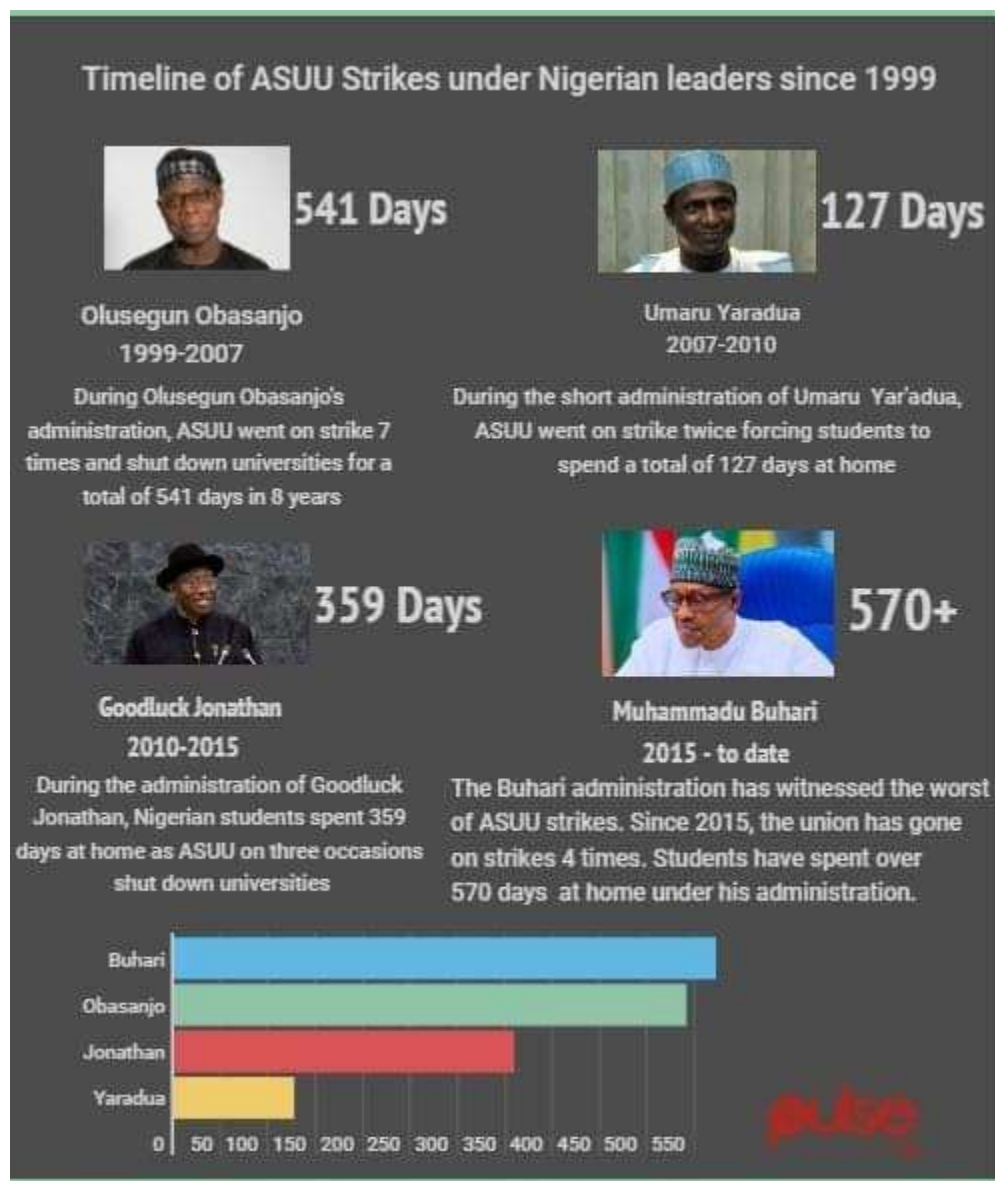 Timeline of ASUU Strikes under Nigerian leaders since 1999
541 Days
Olusegun Obasanjo
1999-2007
During Olusegun Obasanjo's
administration, ASUU went on strike 7
times and shut down universities for a
total of 541 days in 8 years
127 Days
Umaru Yaradua
2007-2010
During the short administration of Umaru Yar'adua,
ASUU went on strike twice forcing students to
spend a total of 127 days at home
359 Days
Goodluck Jonathan
2010-2015
During the administration of Goodluck
Jonathan, Nigerian students spent 359
days at home as ASUU on three occasions
shut down universities
570+
Muhammadu Buhari
2015 - to date
The Buhari administration has witnessed the worst
of ASUU strikes. Since 2015, the union has gone
on strikes 4 times. Students have spent over
570 days at home under his administration.
Buhari
Obasanjo
Jonathan
Yaradua
0 50 100 150 200 250 300 350 400 450 500 550
pulse